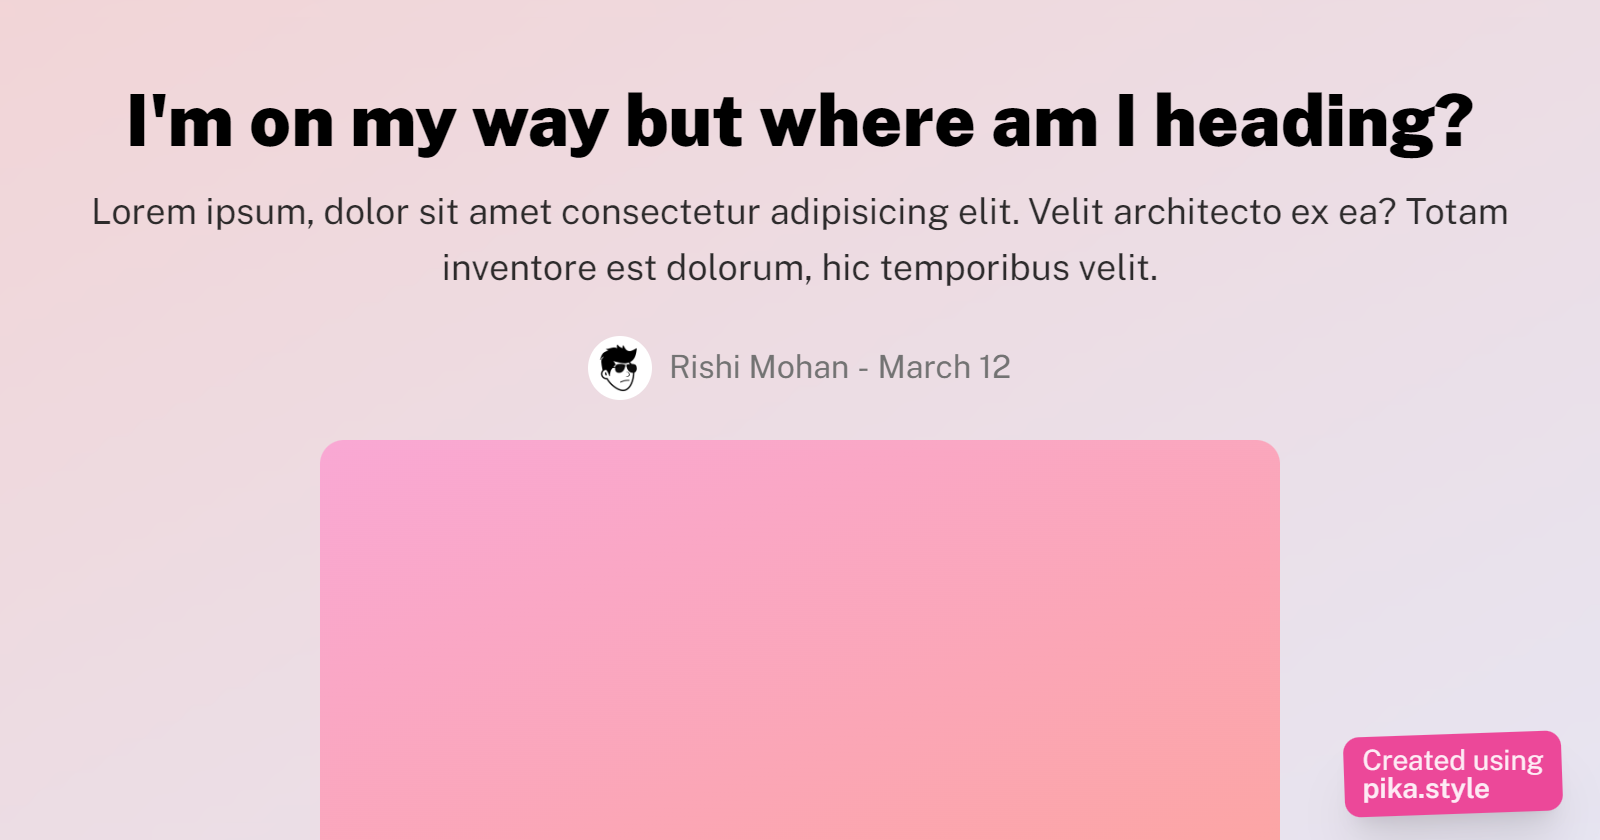 I'm on my way but where am I heading?
Lorem ipsum, dolor sit amet consectetur adipisicing elit. Velit architecto ex ea? Totam
inventore est dolorum, hic temporibus velit.
Rishi Mohan - March 12
Created using
pika.style